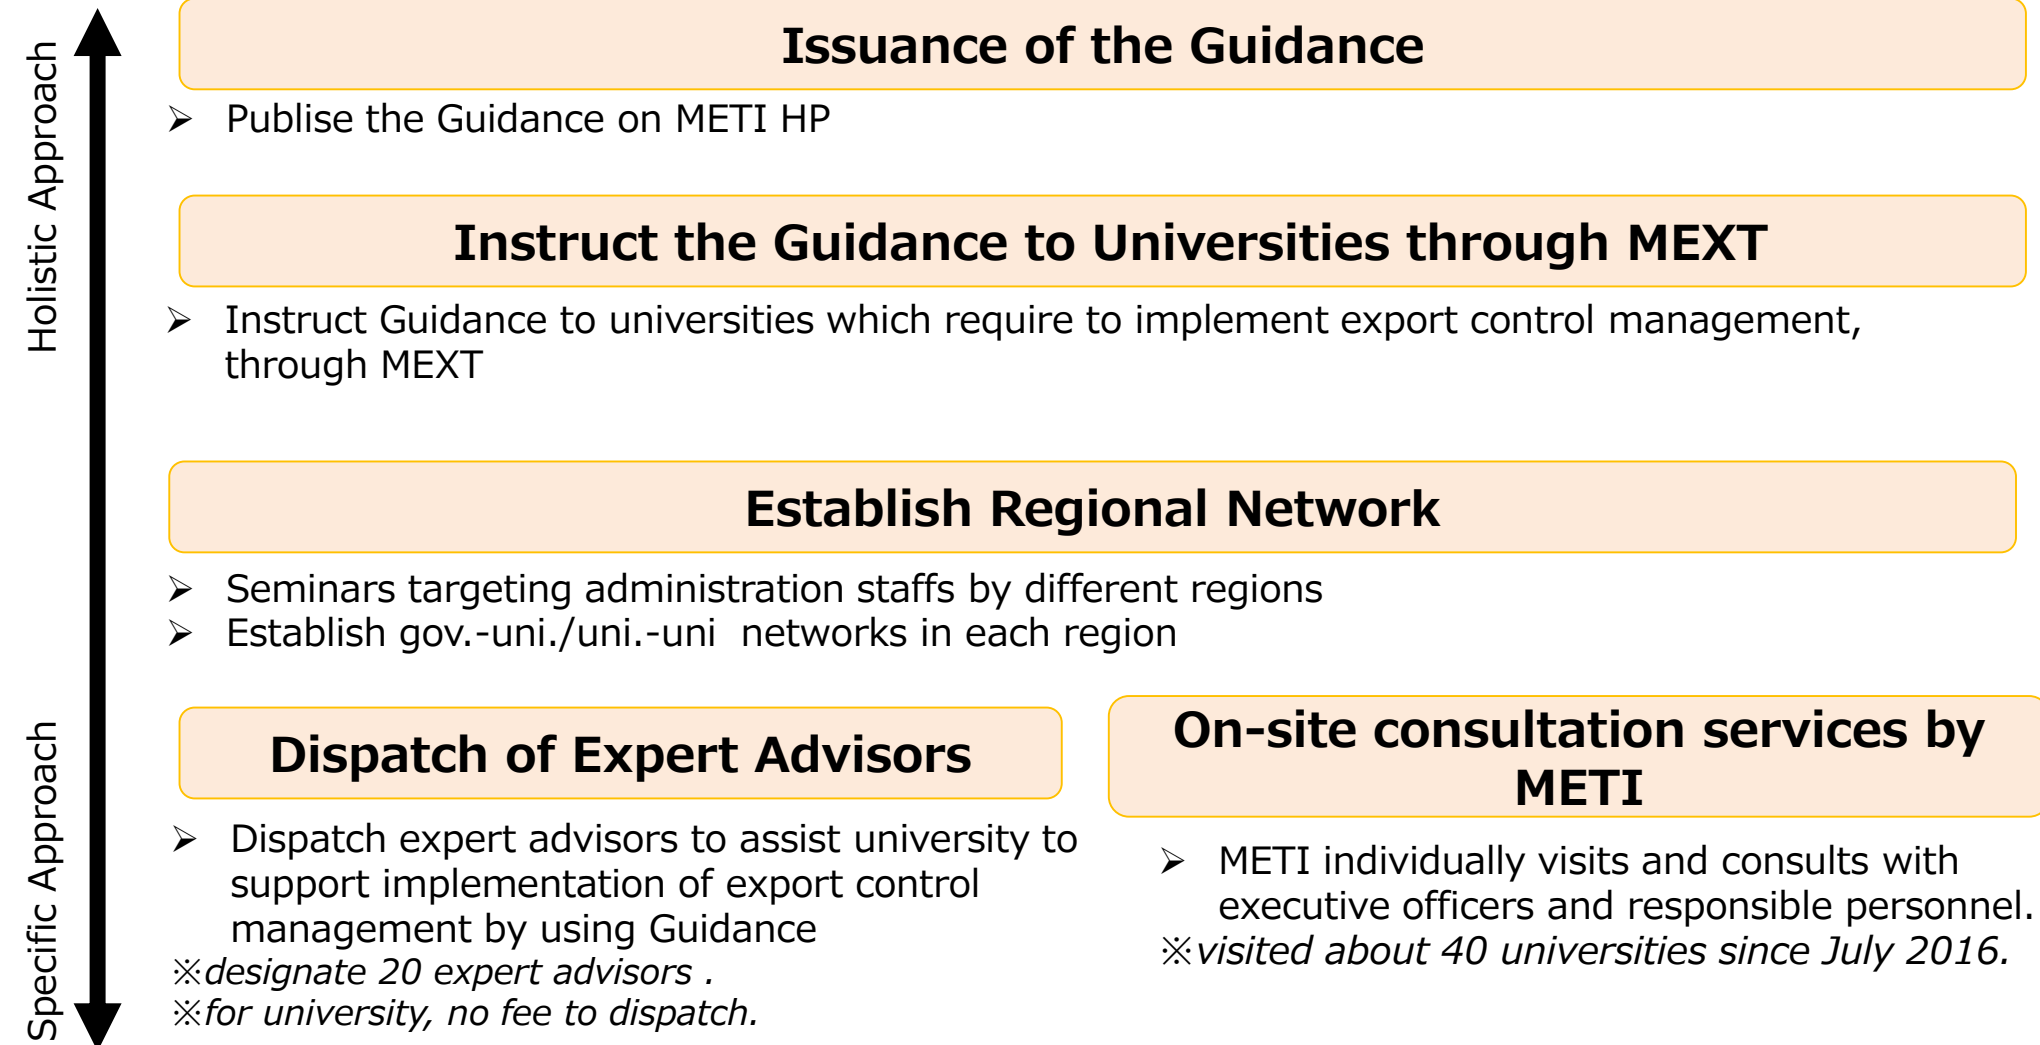 Holistic Approach
Issuance of the Guidance
➢ Publise the Guidance on METI HP
Instruct the Guidance to Universities through MEXT
➢ Instruct Guidance to universities which require to implement export control management,
through MEXT
Establish Regional Network
➢ Seminars targeting administration staffs by different regions
➢ Establish gov.-uni./uni.-uni  networks in each region
Specific Approach
Dispatch of Expert Advisors
➢ Dispatch expert advisors to assist university to
support implementation of export control
management by using Guidance
※designate 20 expert advisors .
※for university, no fee to dispatch.
On-site consultation services by
METI
➢ METI individually visits and consults with
executive officers and responsible personnel.
※visited about 40 universities since July 2016.